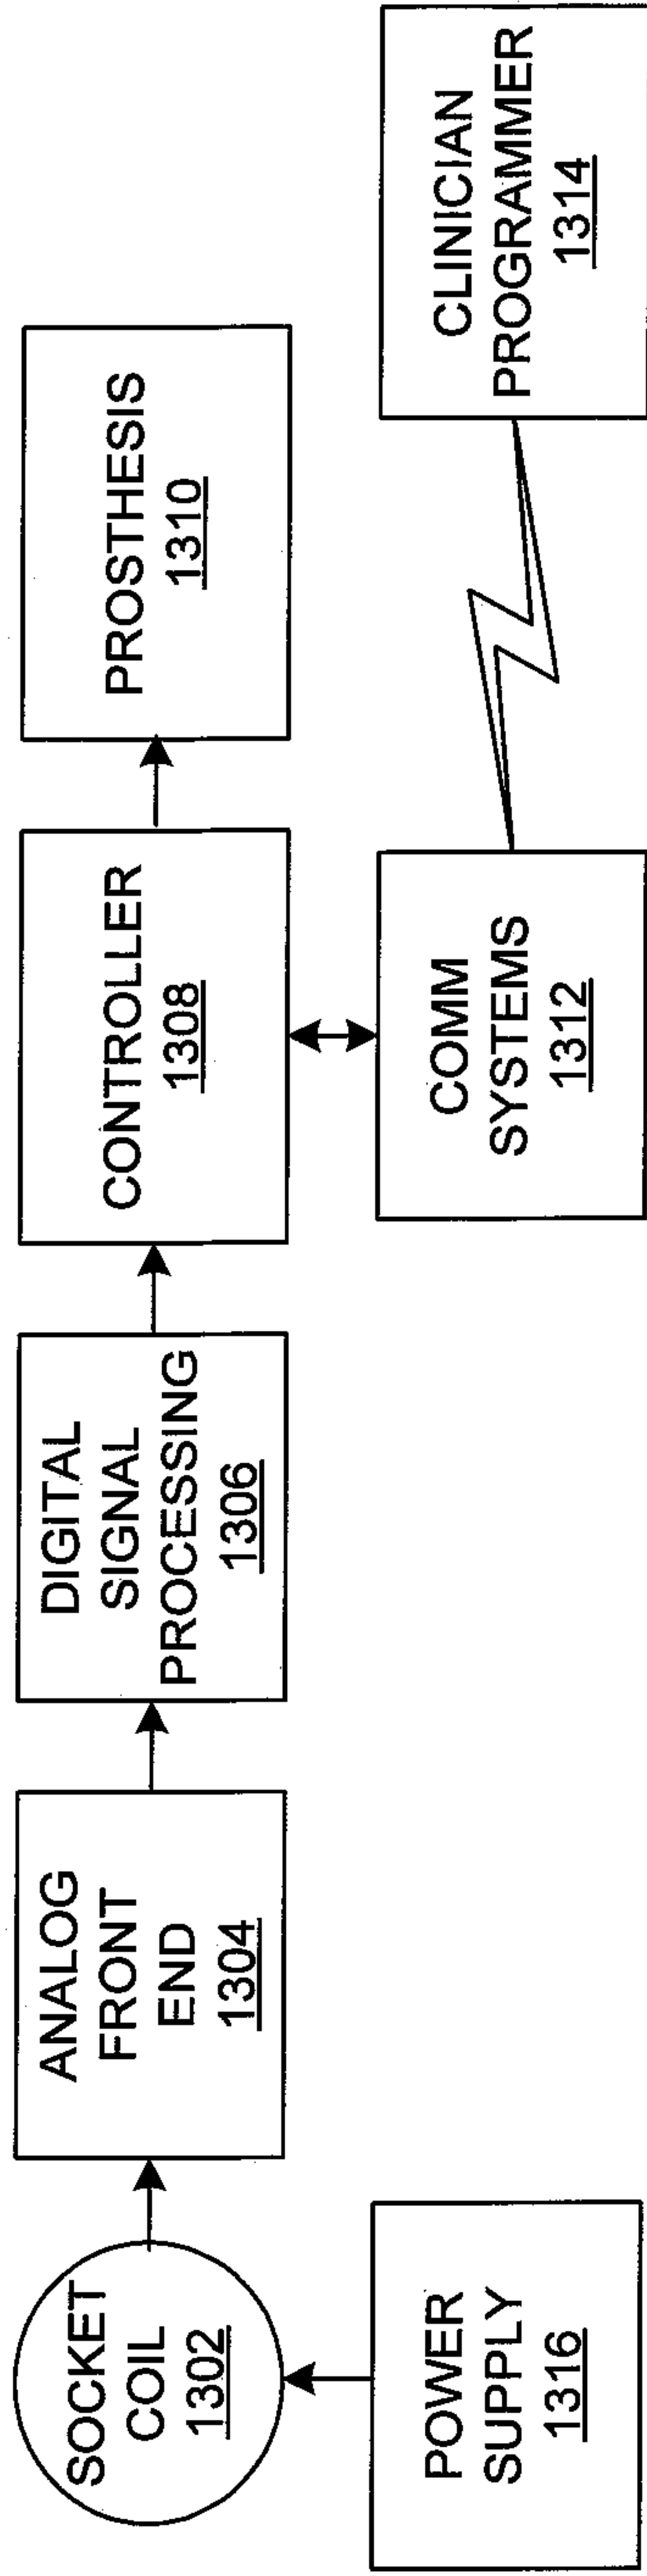 SOCKET
COIL
1302
ANALOG
FRONT
END
1304
DIGITAL
SIGNAL
PROCESSING
1306
CONTROLLER
1308
PROSTHESIS
1310
POWER
SUPPLY
1316
COMM
SYSTEMS
1312
CLINICIAN
PROGRAMMER
1314